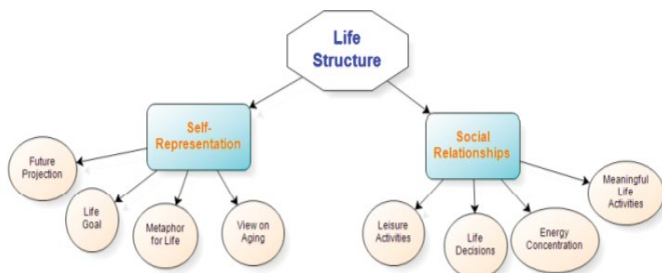 Life
Structure
Self-
Representation
Social
Relationships
Future
Projection
Life
Goal
Metaphor
for Life
View on
Aging
Leisure
Activities
Life
Decisions
Energy
Concentration
Meaningful
Life
Activities